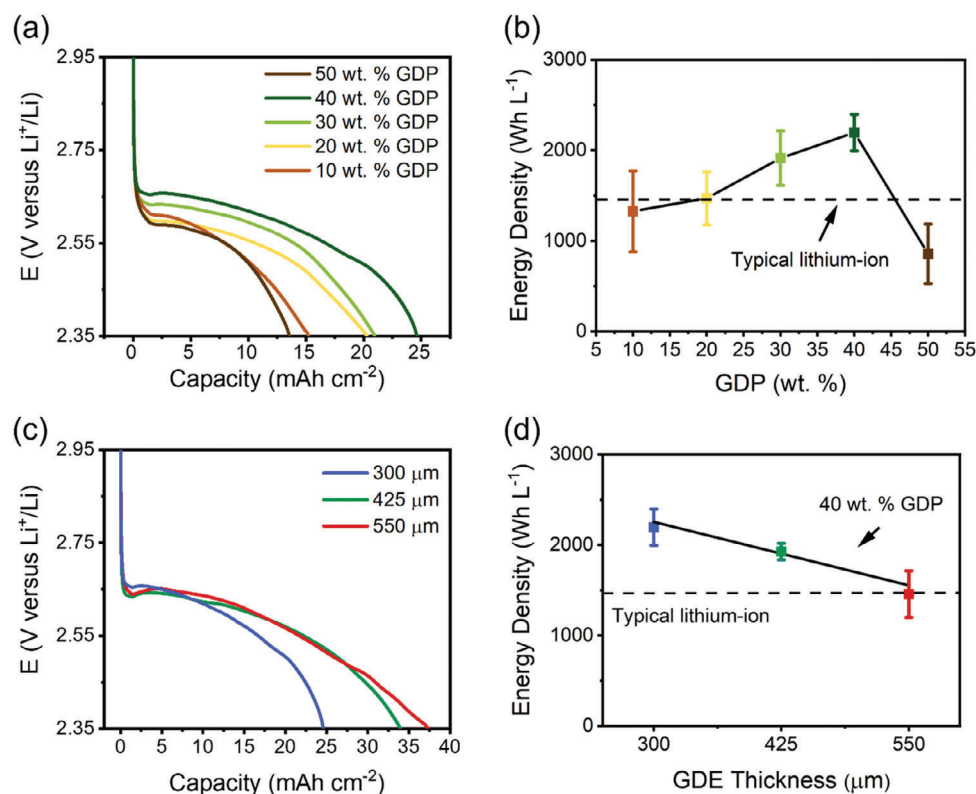 (a)
2.95
2.75
2.55
2.35
E (V versus Li⁺/Li)
50 wt. % GDP
40 wt. % GDP
30 wt. % GDP
20 wt. % GDP
10 wt. % GDP
0 5 10 15 20 25
Capacity (mAh cm⁻²)
(b)
3000
2000
1000
0
Energy Density (Wh L⁻¹)
Typical lithium-ion
5 10 15 20 25 30 35 40 45 50 55
GDP (wt. %)
(c)
2.95
2.75
2.55
2.35
E (V versus Li⁺/Li)
300 μm
425 μm
550 μm
0 5 10 15 20 25 30 35 40
Capacity (mAh cm⁻²)
(d)
3000
2000
1000
0
Energy Density (Wh L⁻¹)
40 wt. % GDP
Typical lithium-ion
300 425 550
GDE Thickness (μm)